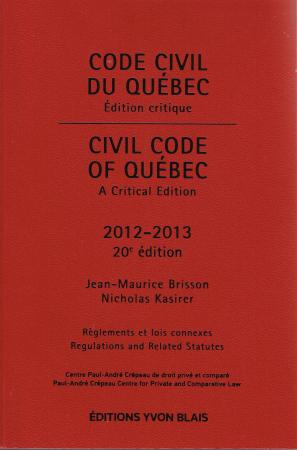 CODE CIVIL
DU QUÉBEC
Édition critique
CIVIL CODE
OF QUÉBEC
A Critical Edition
2012-2013
20e édition
Jean-Maurice Brisson
Nicholas Kasirer
Règlements et lois connexes
Regulations and Related Statutes
Centre Paul-André Crépeau de droit privé et comparé
Paul-André Crépeau Centre for Private and Comparative Law
ÉDITIONS YVON BLAIS